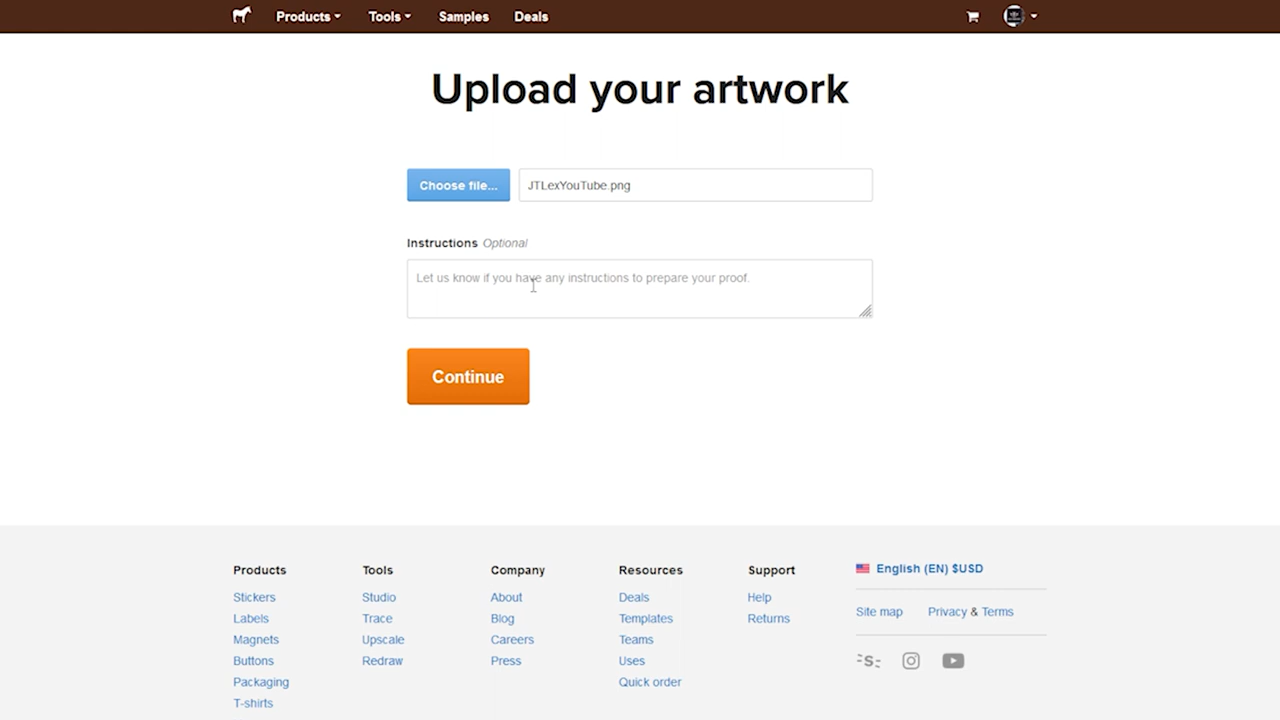 Products Tools Samples Deals
Upload your artwork
Choose file... JTLexYouTube.png
Instructions Optional
Let us know if you have any instructions to prepare your proof.
Continue
Products
Stickers
Labels
Magnets
Buttons
Packaging
T-shirts
Tools
Studio
Trace
Upscale
Redraw
Company
About
Blog
Careers
Press
Resources
Deals
Templates
Teams
Uses
Quick order
Support
Help
Returns
English (EN) $USD
Site map Privacy & Terms
S